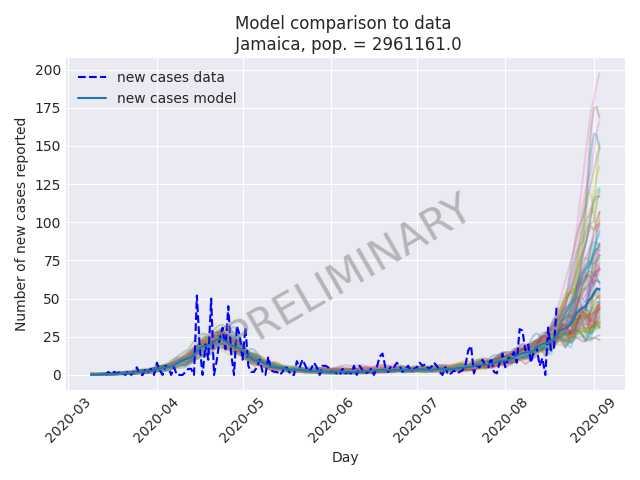 Model comparison to data
Jamaica, pop. = 2961161.0
new cases data
new cases model
Number of new cases reported
200
175
150
125
100
75
50
25
0
PRELIMINARY
2020-03
2020-04
2020-05
2020-06
2020-07
2020-08
2020-09
Day